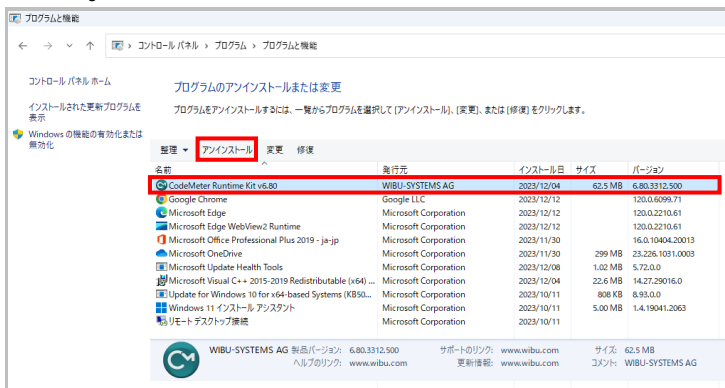 プログラムと機能
コントロール パネル › プログラム › プログラムと機能
コントロール パネル ホーム
インストールされた更新プログラムを
表示
Windows の機能の有効化または
無効化
プログラムのアンインストールまたは変更
プログラムをアンインストールするには、一覧からプログラムを選択して [アンインストール]、[変更]、または [修復] をクリックします。
整理 アンインストール 変更 修復
名前 発行元 インストール日 サイズ バージョン
CodeMeter Runtime Kit v6.80 WIBU-SYSTEMS AG 2023/12/04 62.5 MB 6.80.3312.500
Google Chrome Google LLC 2023/12/12 120.0.6099.71
Microsoft Edge Microsoft Corporation 2023/12/12 120.0.2210.61
Microsoft Edge WebView2 Runtime Microsoft Corporation 2023/12/12 120.0.2210.61
Microsoft Office Professional Plus 2019 - ja-jp Microsoft Corporation 2023/11/30 16.0.10404.20013
Microsoft OneDrive Microsoft Corporation 2023/11/30 299 MB 23.226.1031.0003
Microsoft Update Health Tools Microsoft Corporation 2023/12/08 1.02 MB 5.72.0.0
Microsoft Visual C++ 2015-2019 Redistributable (x64) ... Microsoft Corporation 2023/12/04 22.6 MB 14.27.29016.0
Update for Windows 10 for x64-based Systems (KB50... Microsoft Corporation 2023/10/11 808 KB 8.93.0.0
Windows 11 インストール アシスタント Microsoft Corporation 2023/10/11 5.00 MB 1.4.19041.2063
リモート デスクトップ接続 Microsoft Corporation 2023/10/11
WIBU-SYSTEMS AG 製品バージョン: 6.80.3312.500 サポートのリンク: www.wibu.com サイズ: 62.5 MB
ヘルプのリンク: www.wibu.com 更新情報: www.wibu.com コメント: WIBU-SYSTEMS AG